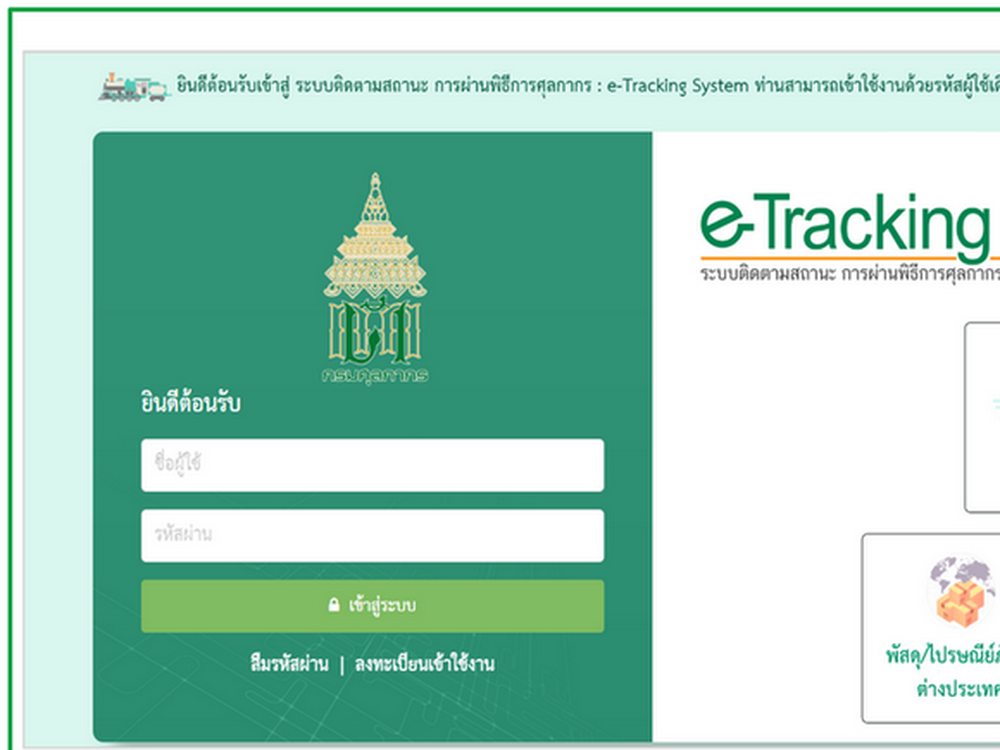 ยินดีต้อนรับเข้าสู่ ระบบติดตามสถานะ การผ่านพิธีการศุลกากร : e-Tracking System ท่านสามารถเข้าใช้งานด้วยรหัสผู้ใช้เดี
กรมศุลกากร
ยินดีต้อนรับ
ชื่อผู้ใช้
รหัสผ่าน
เข้าสู่ระบบ
ลืมรหัสผ่าน | ลงทะเบียนเข้าใช้งาน
e-Tracking
ระบบติดตามสถานะ การผ่านพิธีการศุลกากร
พัสดุ/ไปรษณีย์ภั
ต่างประเทศ